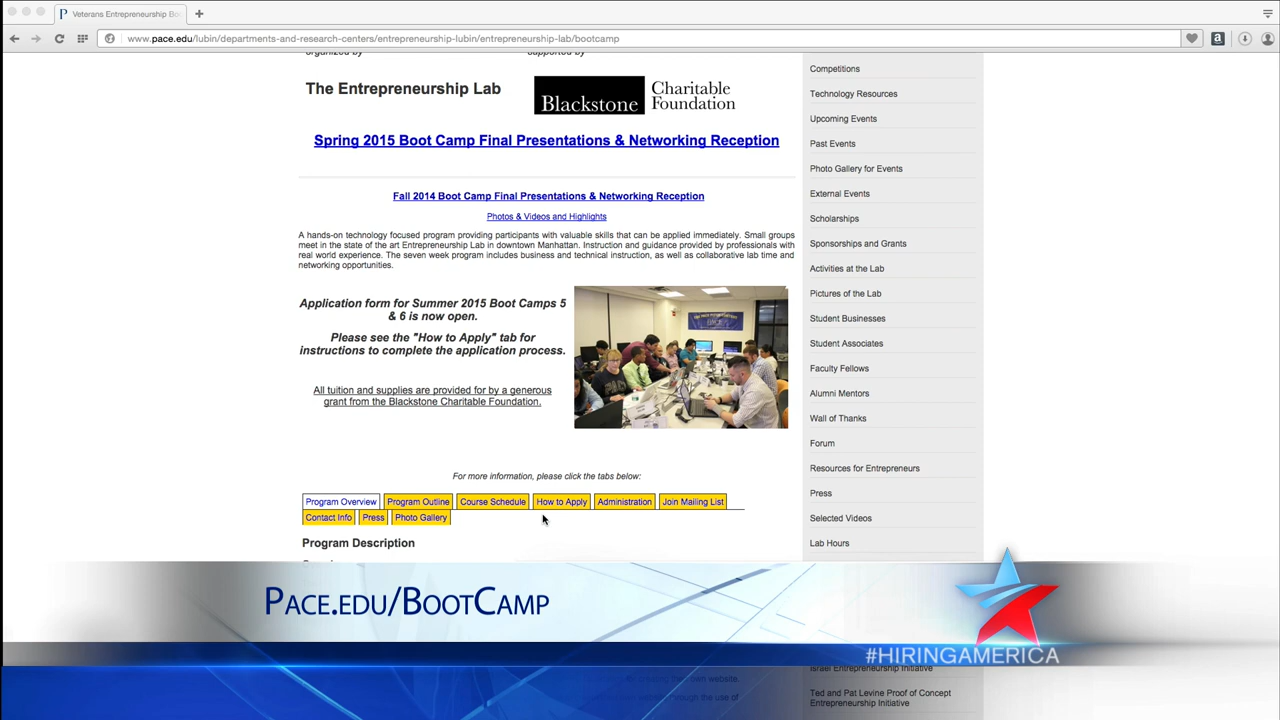 Veterans Entrepreneurship Bo
www.pace.edu/lubin/departments-and-research-centers/entrepreneurship-lub​in/entrepreneurship-lab/bootcamp
organized by
supported by
The Entrepreneurship Lab
Blackstone
Charitable
Foundation
Spring 2015 Boot Camp Final Presentations & Networking Reception
Fall 2014 Boot Camp Final Presentations & Networking Reception
Photos & Videos and Highlights
A hands-on technology focused program providing participants with valuable skills that can be applied immediately. Small groups
meet in the state of the art Entrepreneurship Lab in downtown Manhattan. Instruction and guidance provided by professionals with
real world experience. The seven week program includes business and technical instruction, as well as collaborative lab time and
networking opportunities.
Application form for Summer 2015 Boot Camps 5
& 6 is now open.
Please see the "How to Apply" tab for
instructions to complete the application process.
All tuition and supplies are provided for by a generous
grant from the Blackstone Charitable Foundation.
For more information, please click the tabs below:
Program Overview Program Outline Course Schedule How to Apply Administration Join Mailing List
Contact Info Press Photo Gallery
Program Description
Competitions
Technology Resources
Upcoming Events
Past Events
Photo Gallery for Events
External Events
Scholarships
Sponsorships and Grants
Activities at the Lab
Pictures of the Lab
Student Businesses
Student Associates
Faculty Fellows
Alumni Mentors
Wall of Thanks
Forum
Resources for Entrepreneurs
Press
Selected Videos
Lab Hours
Pace.edu/BootCamp
#HIRINGAMERICA
Israel Entrepreneurship Initiative
Ted and Pat Levine Proof of Concept
Entrepreneurship Initiative